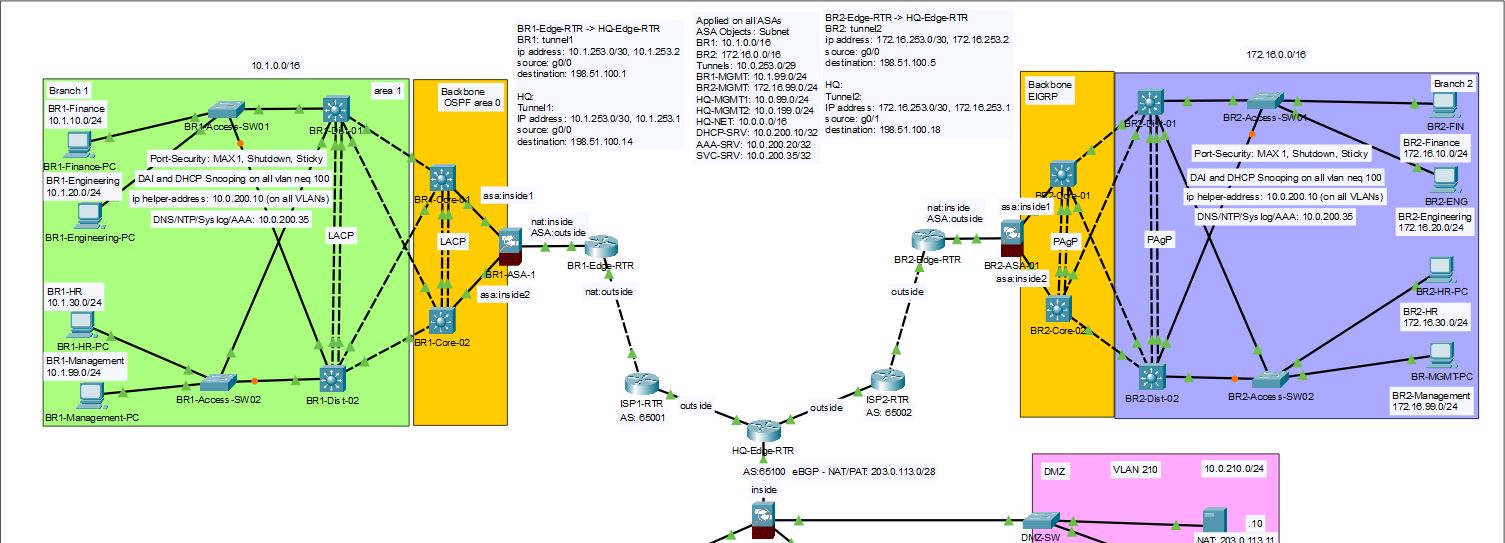 BR1-Edge-RTR -> HQ-Edge-RTR
BR1: tunnel1
ip address: 10.1.253.0/30, 10.1.253.2
source: g0/0
destination: 198.51.100.1
HQ:
Tunnel1:
IP address: 10.1.253.0/30, 10.1.253.1
source: g0/0
destination: 198.51.100.14
Applied on all ASAs
ASA Objects: Subnet
BR1: 10.1.0.0/16
BR2: 172.16.0.0/16
Tunnels: 10.0.253.0/29
BR1-MGMT: 10.1.99.0/24
BR2-MGMT: 172.16.99.0/24
HQ-MGMT1: 10.0.99.0/24
HQ-MGMT2: 10.0.199.0/24
HQ-NET: 10.0.0.0/16
DHCP-SRV: 10.0.200.10/32
AAA-SRV: 10.0.200.20/32
SVC-SRV: 10.0.200.35/32
BR2-Edge-RTR -> HQ-Edge-RTR
BR2: tunnel2
ip address: 172.16.253.0/30, 172.16.253.2
source: g0/0
destination: 198.51.100.5
HQ:
Tunnel2:
IP address: 172.16.253.0/30, 172.16.253.1
source: g0/1
destination: 198.51.100.18
10.1.0.0/16
Branch 1
area 1
BR1-Finance
10.1.10.0/24
BR1-Access-SW01
BR1-Dist-01
BR1-Finance-PC
Port-Security: MAX 1, Shutdown, Sticky
DAI and DHCP Snooping on all vlan neq 100
ip helper-address: 10.0.200.10 (on all VLANs)
DNS/NTP/Syslog/AAA: 10.0.200.35
BR1-Engineering
10.1.20.0/24
BR1-Engineering-PC
LACP
BR1-HR
10.1.30.0/24
BR1-HR-PC
BR1-Management
10.1.99.0/24
BR1-Management-PC
BR1-Access-SW02
BR1-Dist-02
Backbone
OSPF area 0
BR1-Core-01
LACP
BR1-Core-02
asa:inside1
asa:inside2
BR1-ASA-1
nat:inside
ASA:outside
BR1-Edge-RTR
nat:outside
ISP1-RTR
AS: 65001
outside
outside
HQ-Edge-RTR
AS:65100 eBGP - NAT/PAT: 203.0.113.0/28
inside
ISP2-RTR
AS: 65002
outside
BR2-Edge-RTR
nat:inside
ASA:outside
asa:inside1
BR2-ASA-01
asa:inside2
172.16.0.0/16
Backbone
EIGRP
BR2-Core-01
PAgP
BR2-Core-02
Branch 2
BR2-Dist-01
BR2-Access-SW01
BR2-FIN
BR2-Finance
172.16.10.0/24
Port-Security: MAX 1, Shutdown, Sticky
DAI and DHCP Snooping on all vlan neq 100
ip helper-address: 10.0.200.10 (on all VLANs)
DNS/NTP/Syslog/AAA: 10.0.200.35
BR2-ENG
BR2-Engineering
172.16.20.0/24
PAgP
BR2-HR-PC
BR2-HR
172.16.30.0/24
BR-MGMT-PC
BR2-Management
172.16.99.0/24
BR2-Dist-02
BR2-Access-SW02
DMZ
VLAN 210
10.0.210.0/24
DMZ-SW
.10
NAT: 203.0.113.11